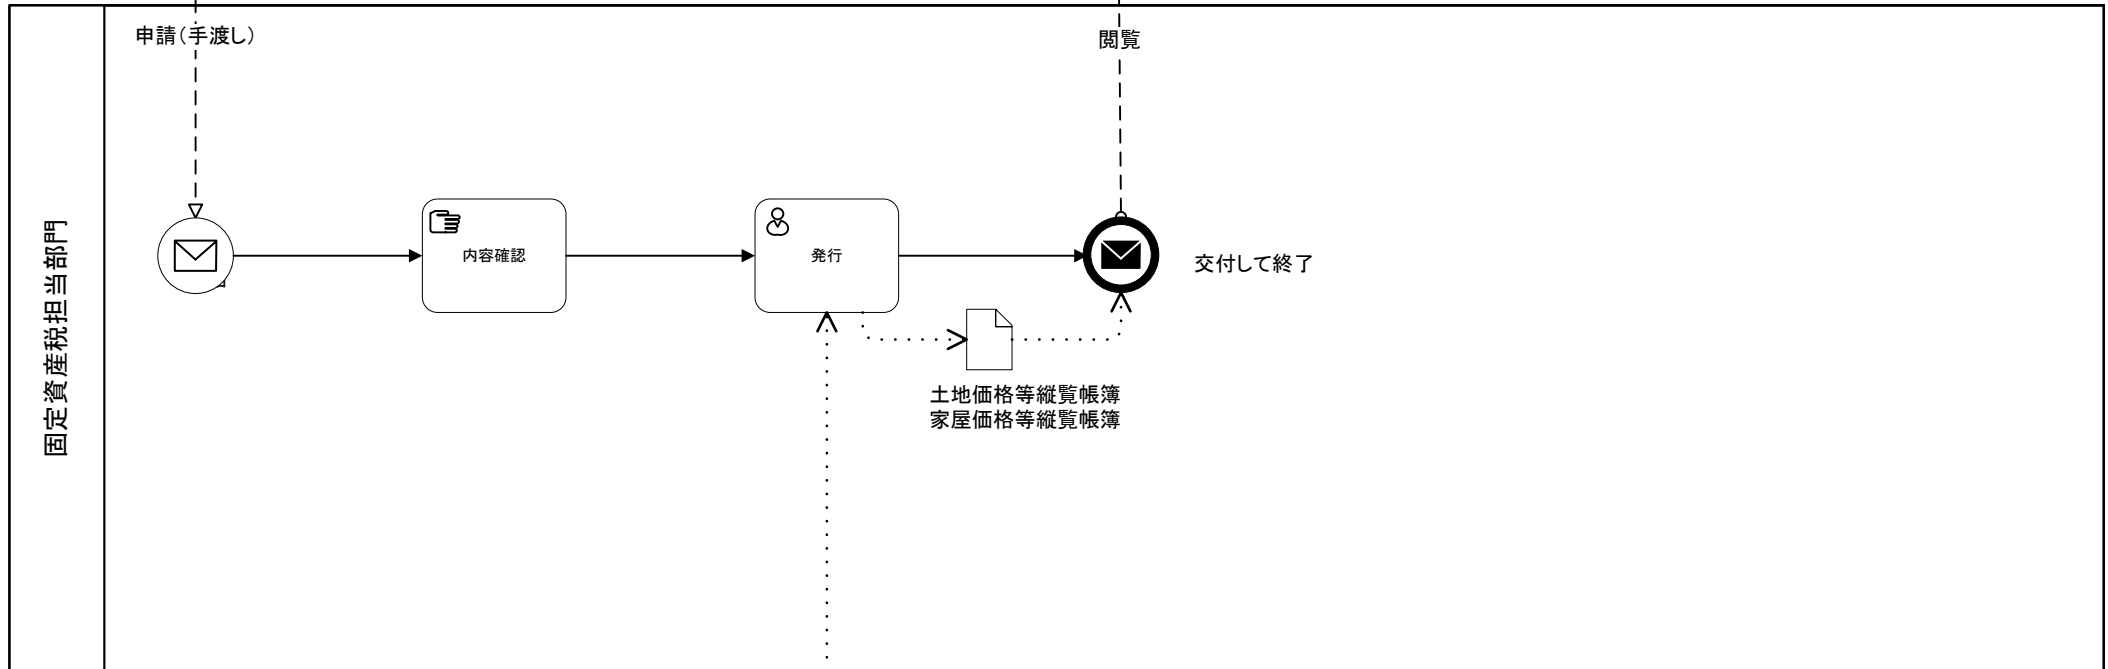 申請（手渡し）
閲覧
固定資産税担当部門
内容確認
発行
交付して終了
土地価格等縦覧帳簿
家屋価格等縦覧帳簿